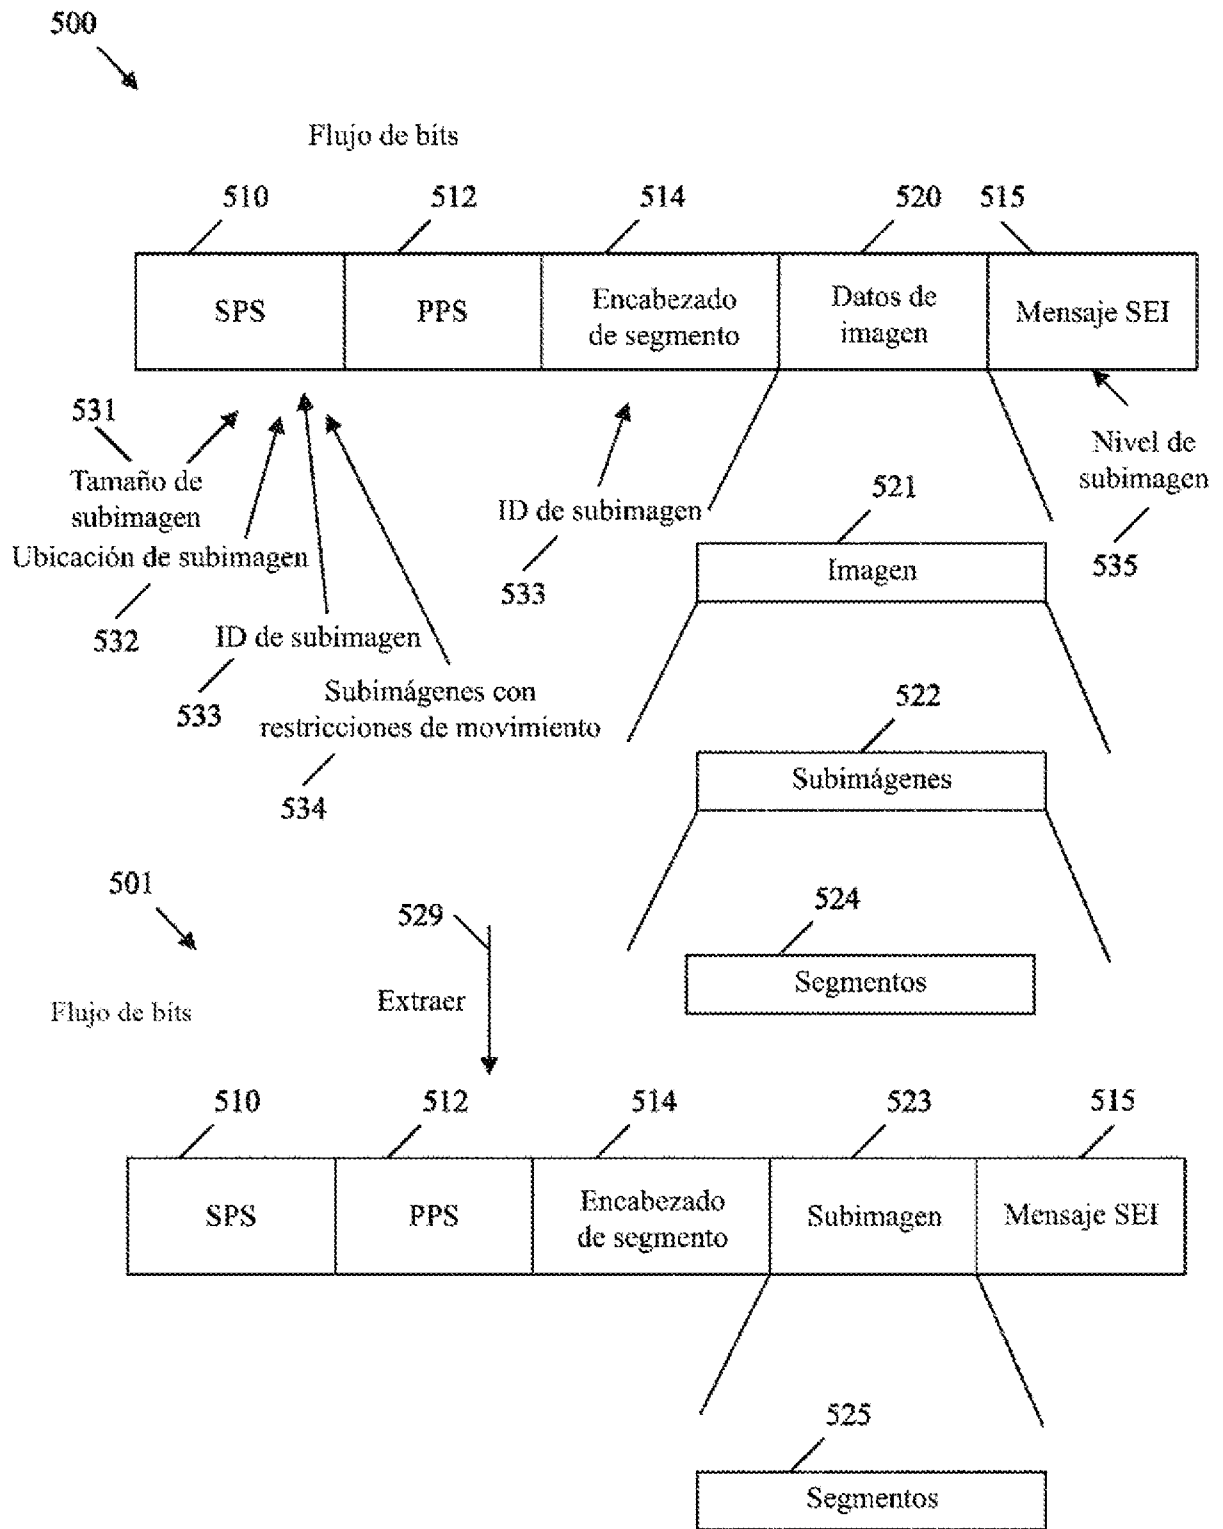 500
Flujo de bits
510
512
514
520
515
SPS
PPS
Encabezado
de segmento
Datos de
imagen
Mensaje SEI
531
Tamaño de
subimagen
Ubicación de subimagen
532
ID de subimagen
533
Subimágenes con
restricciones de movimiento
534
ID de subimagen
533
Nivel de
subimagen
535
521
Imagen
522
Subimágenes
524
Segmentos
501
Flujo de bits
529
Extraer
510
512
514
523
515
SPS
PPS
Encabezado
de segmento
Subimagen
Mensaje SEI
525
Segmentos